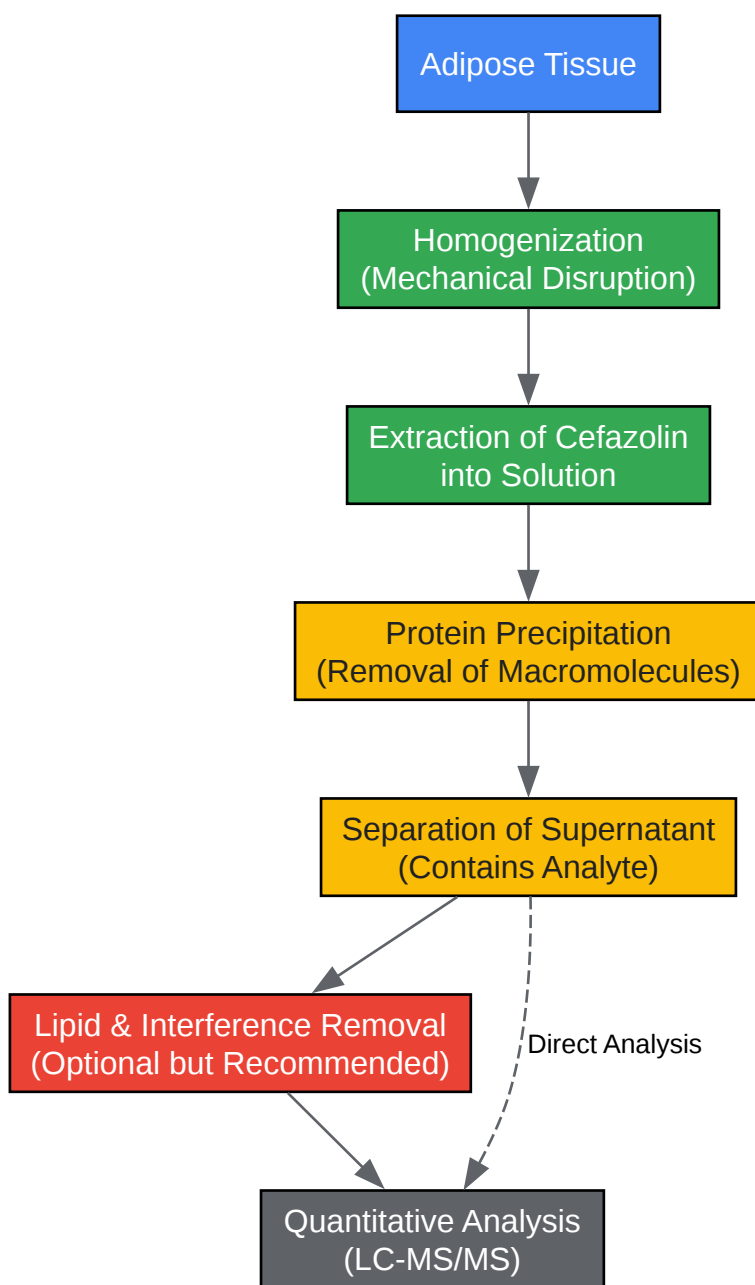 Adipose Tissue
Homogenization
(Mechanical Disruption)
Extraction of Cefazolin
into Solution
Protein Precipitation
(Removal of Macromolecules)
Separation of Supernatant
(Contains Analyte)
Lipid & Interference Removal
(Optional but Recommended)
Direct Analysis
Quantitative Analysis
(LC-MS/MS)